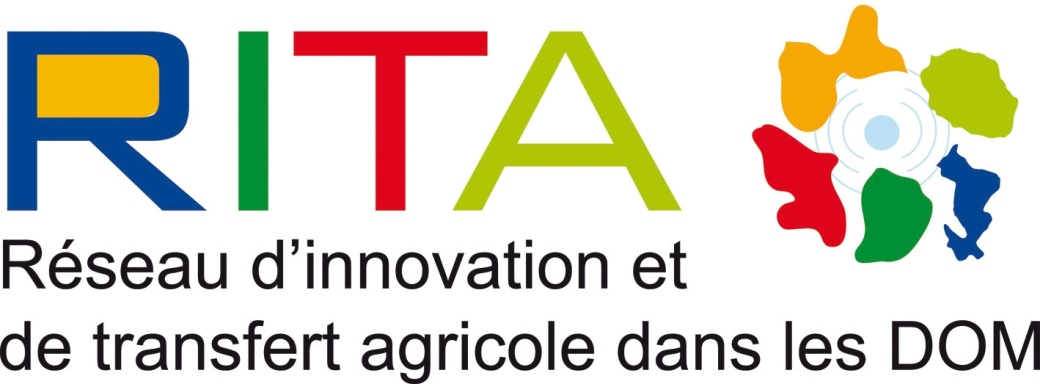 RITA
Réseau d'innovation et
de transfert agricole dans les DOM